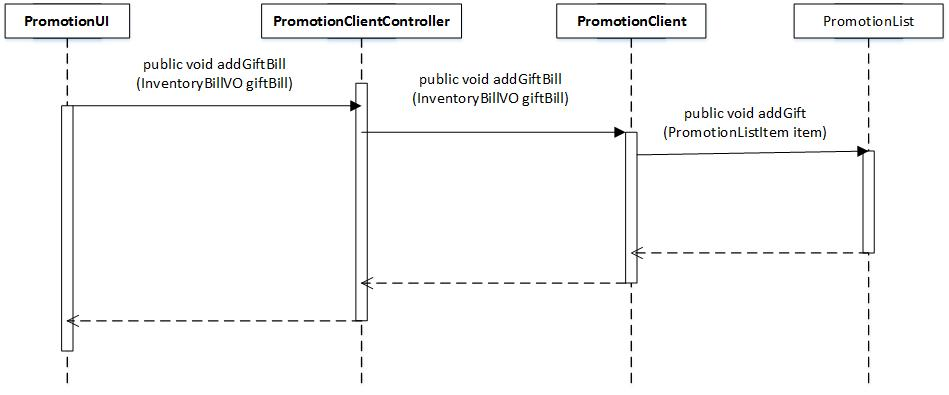 PromotionUI
PromotionClientController
PromotionClient
PromotionList
public void addGiftBill
(InventoryBillVO giftBill)
public void addGiftBill
(InventoryBillVO giftBill)
public void addGift
(PromotionListItem item)